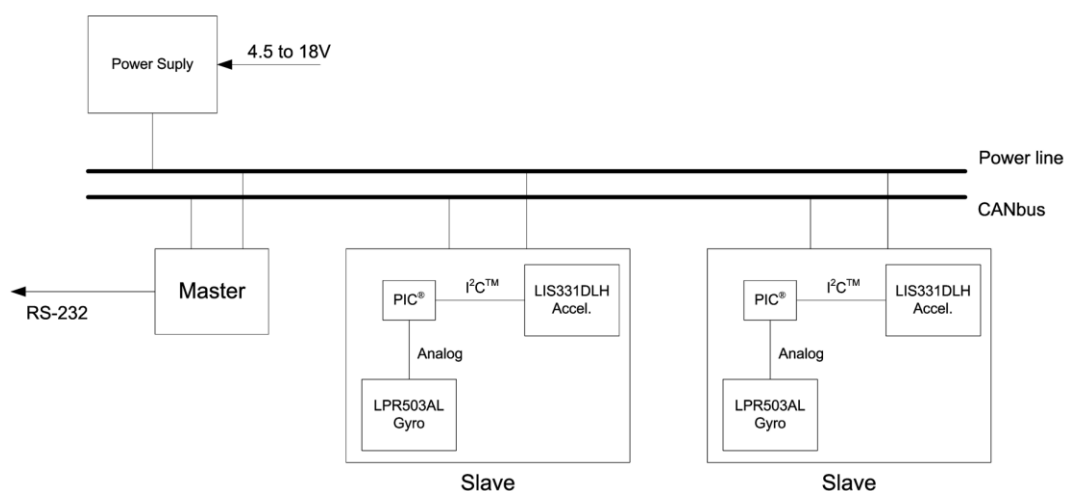 Power Suply
4.5 to 18V
Power line
CANbus
Master
RS-232
PIC®
I²C™
LIS331DLH
Accel.
Analog
LPR503AL
Gyro
Slave
PIC®
I²C™
LIS331DLH
Accel.
Analog
LPR503AL
Gyro
Slave